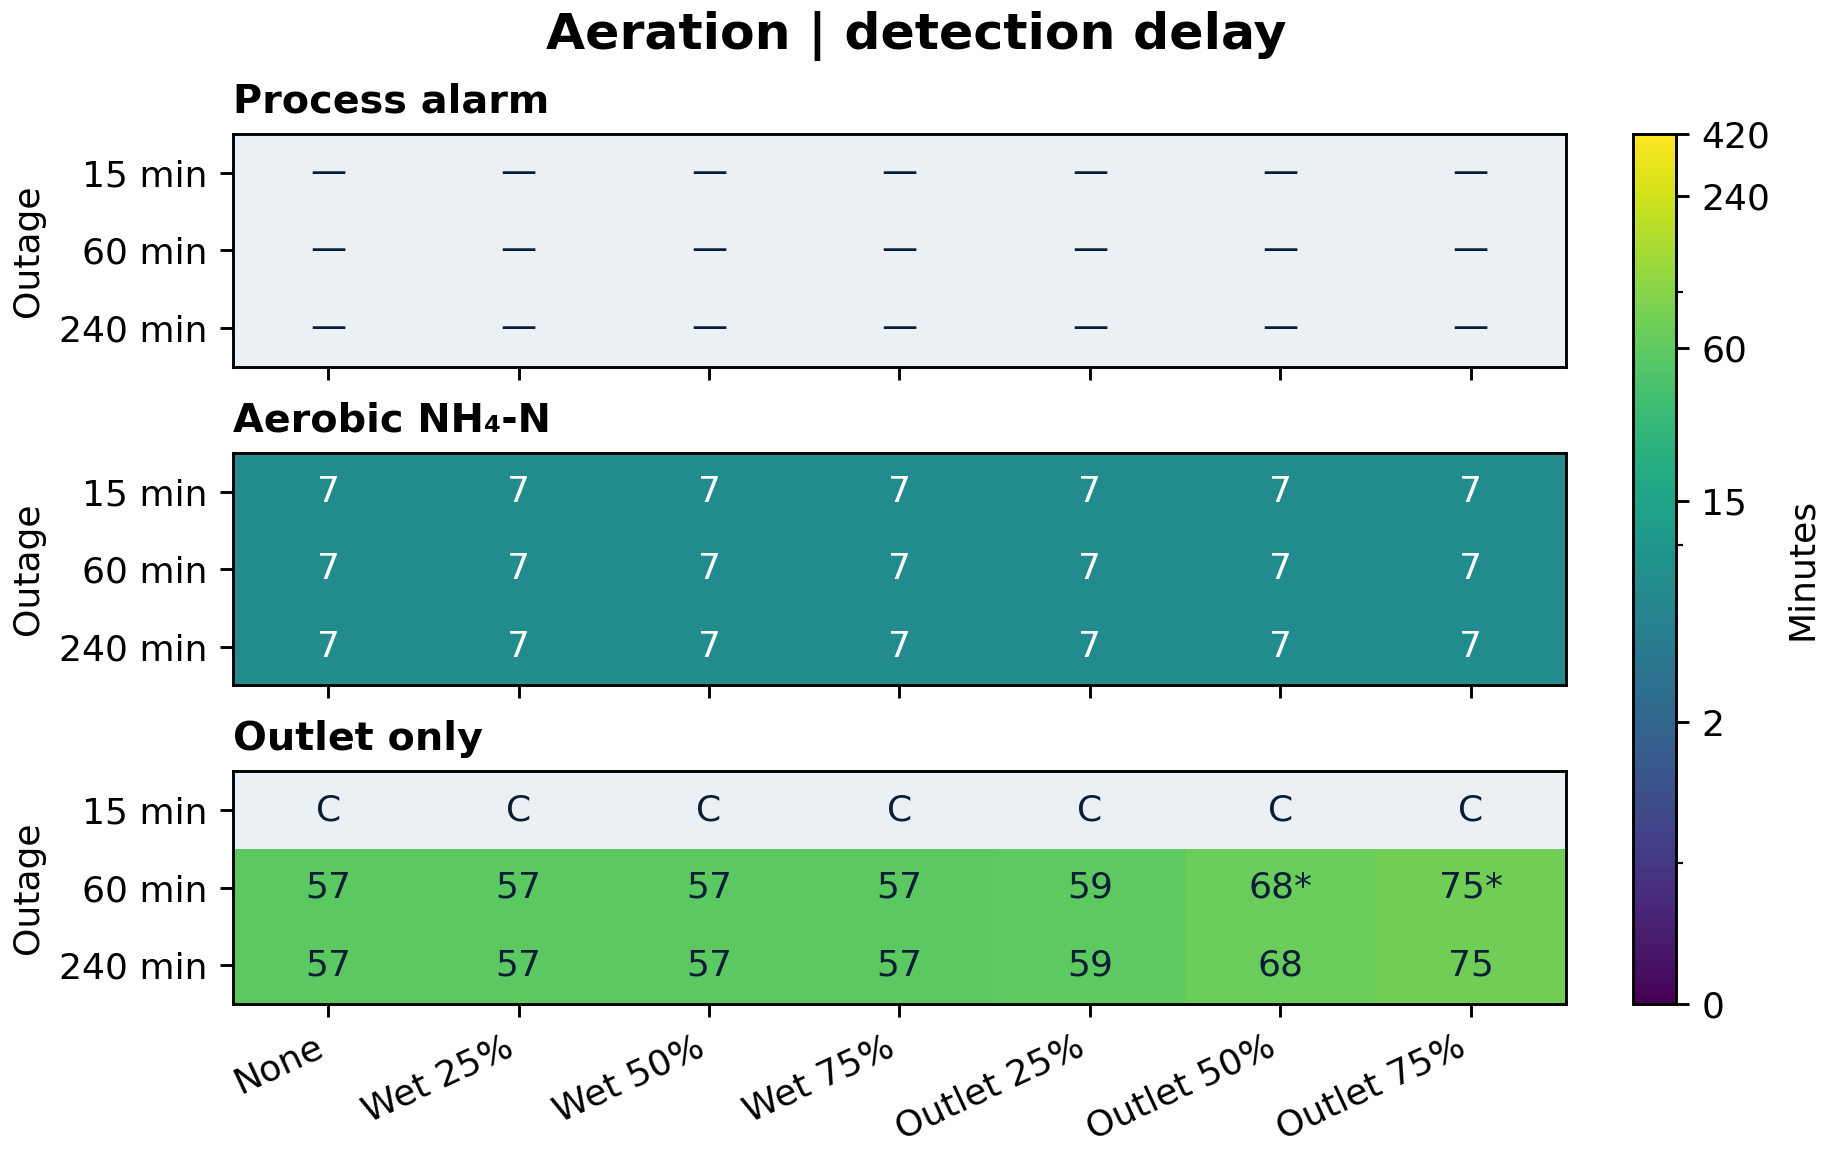 Aeration | detection delay
Process alarm
Outage
15 min — — — — — — —
60 min — — — — — — —
240 min — — — — — — —
Aerobic NH₄-N
Outage
15 min 7 7 7 7 7 7 7
60 min 7 7 7 7 7 7 7
240 min 7 7 7 7 7 7 7
Outlet only
Outage
15 min C C C C C C C
60 min 57 57 57 57 59 68* 75*
240 min 57 57 57 57 59 68 75
None Wet 25% Wet 50% Wet 75% Outlet 25% Outlet 50% Outlet 75%
420
240
60
15
2
0
Minutes